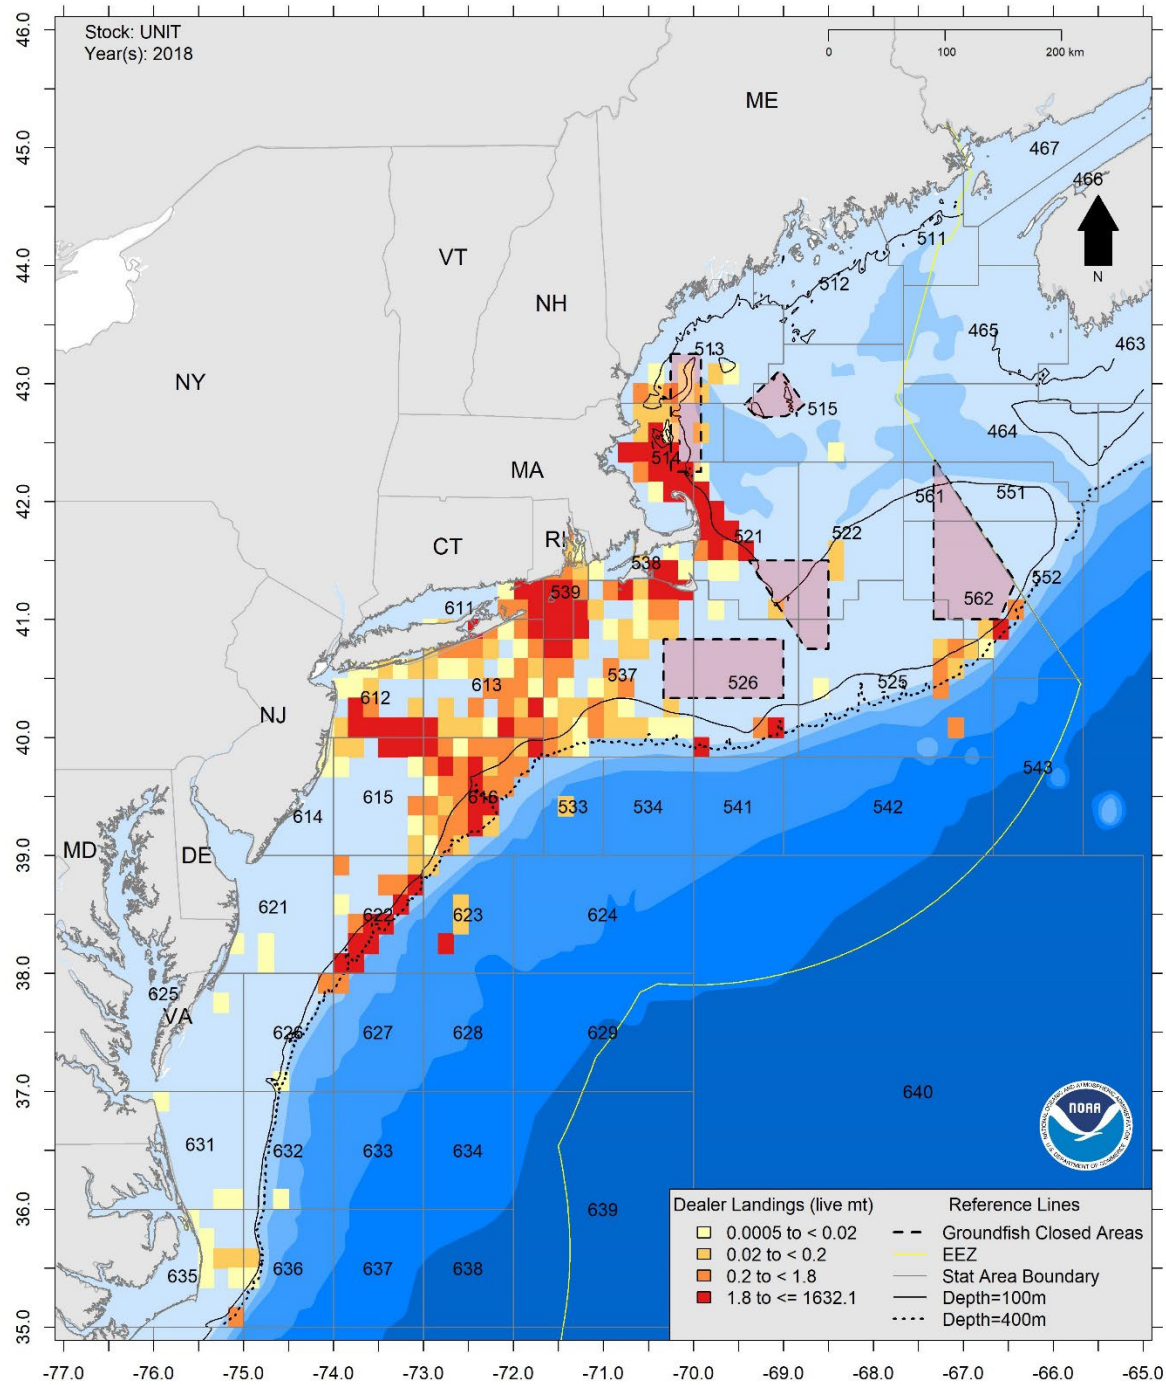 Stock: UNIT
Year(s): 2018
0 100 200 km
46.0
45.0
44.0
43.0
42.0
41.0
40.0
39.0
38.0
37.0
36.0
35.0
ME
467
466
511
N
VT
512
NH
465
463
513
NY
515
464
514
MA
561
551
521
522
RI
CT
538
552
539
562
611
537
613
526
525
612
NJ
543
615
616
533
534
541
542
614
MD
DE
621
622
623
624
625
VA
626
627
628
629
640
NOAA
NATIONAL OCEANIC AND ATMOSPHERIC ADMINISTRATION
U.S. DEPARTMENT OF COMMERCE
631
632
633
634
639
635
636
637
638
Dealer Landings (live mt)
0.0005 to < 0.02
0.02 to < 0.2
0.2 to < 1.8
1.8 to <= 1632.1
Reference Lines
Groundfish Closed Areas
EEZ
Stat Area Boundary
Depth=100m
Depth=400m
-77.0 -76.0 -75.0 -74.0 -73.0 -72.0 -71.0 -70.0 -69.0 -68.0 -67.0 -66.0 -65.0